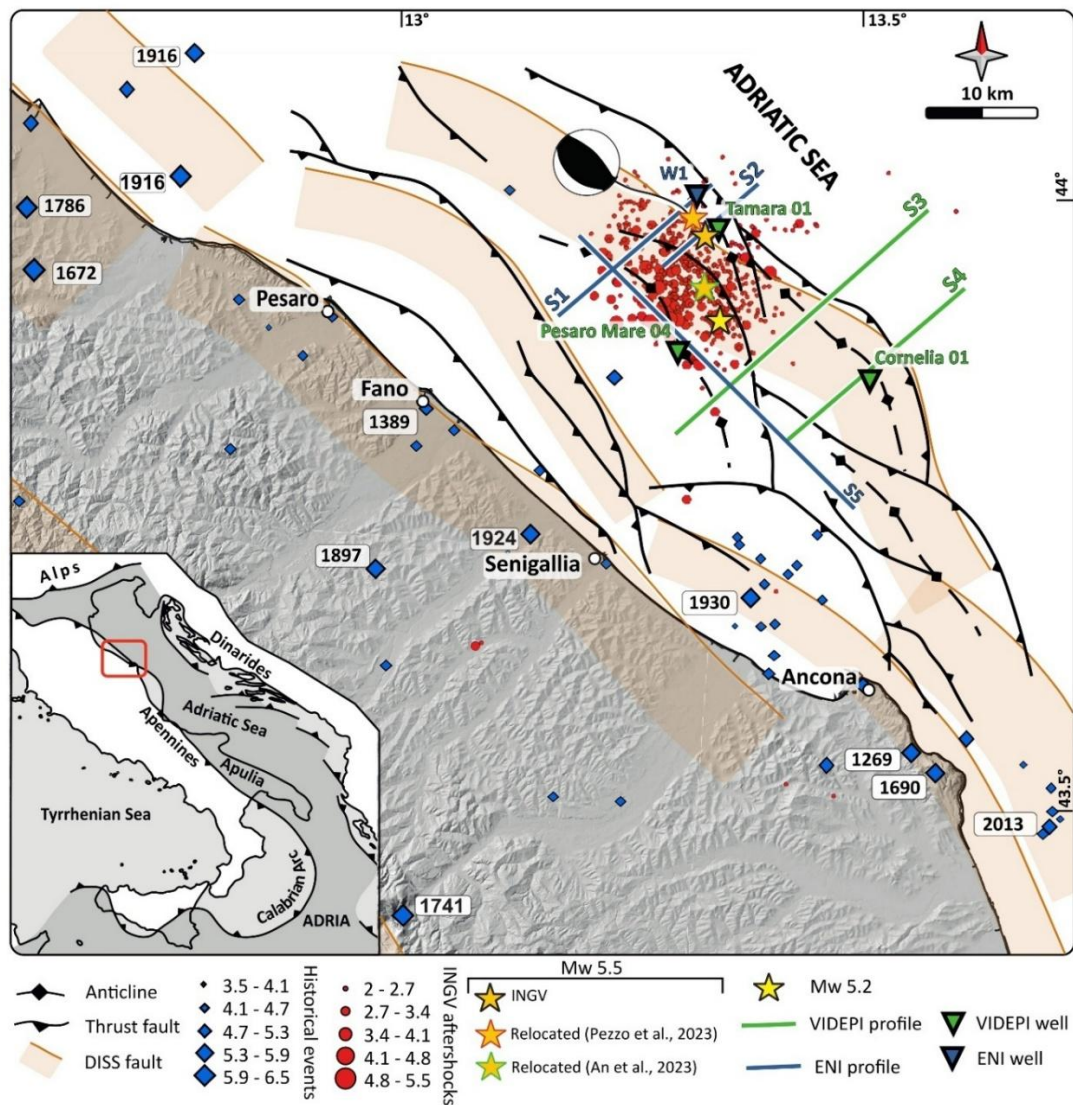 13°
13.5°
1916
ADRIATIC SEA
10 km
W1
S2
44°
1916
Tamara 01
S3
1786
1672
S1
S4
Pesaro
Pesaro Mare 04
Cornelia 01
Fano
1389
S5
1924
Senigallia
1897
1930
Alps
Dinarides
Ancona
Adriatic Sea
Apennines
Apulia
1269
1690
43.5°
Tyrrhenian Sea
2013
Calabrian Arc
1741
ADRIA
Mw 5.5
Anticline
Thrust fault
DISS fault
3.5 - 4.1
4.1 - 4.7
4.7 - 5.3
5.3 - 5.9
5.9 - 6.5
Historical events
2 - 2.7
2.7 - 3.4
3.4 - 4.1
4.1 - 4.8
4.8 - 5.5
INGV aftershocks
INGV
Relocated (Pezzo et al., 2023)
Relocated (An et al., 2023)
Mw 5.2
VIDEPI profile
VIDEPI well
ENI profile
ENI well